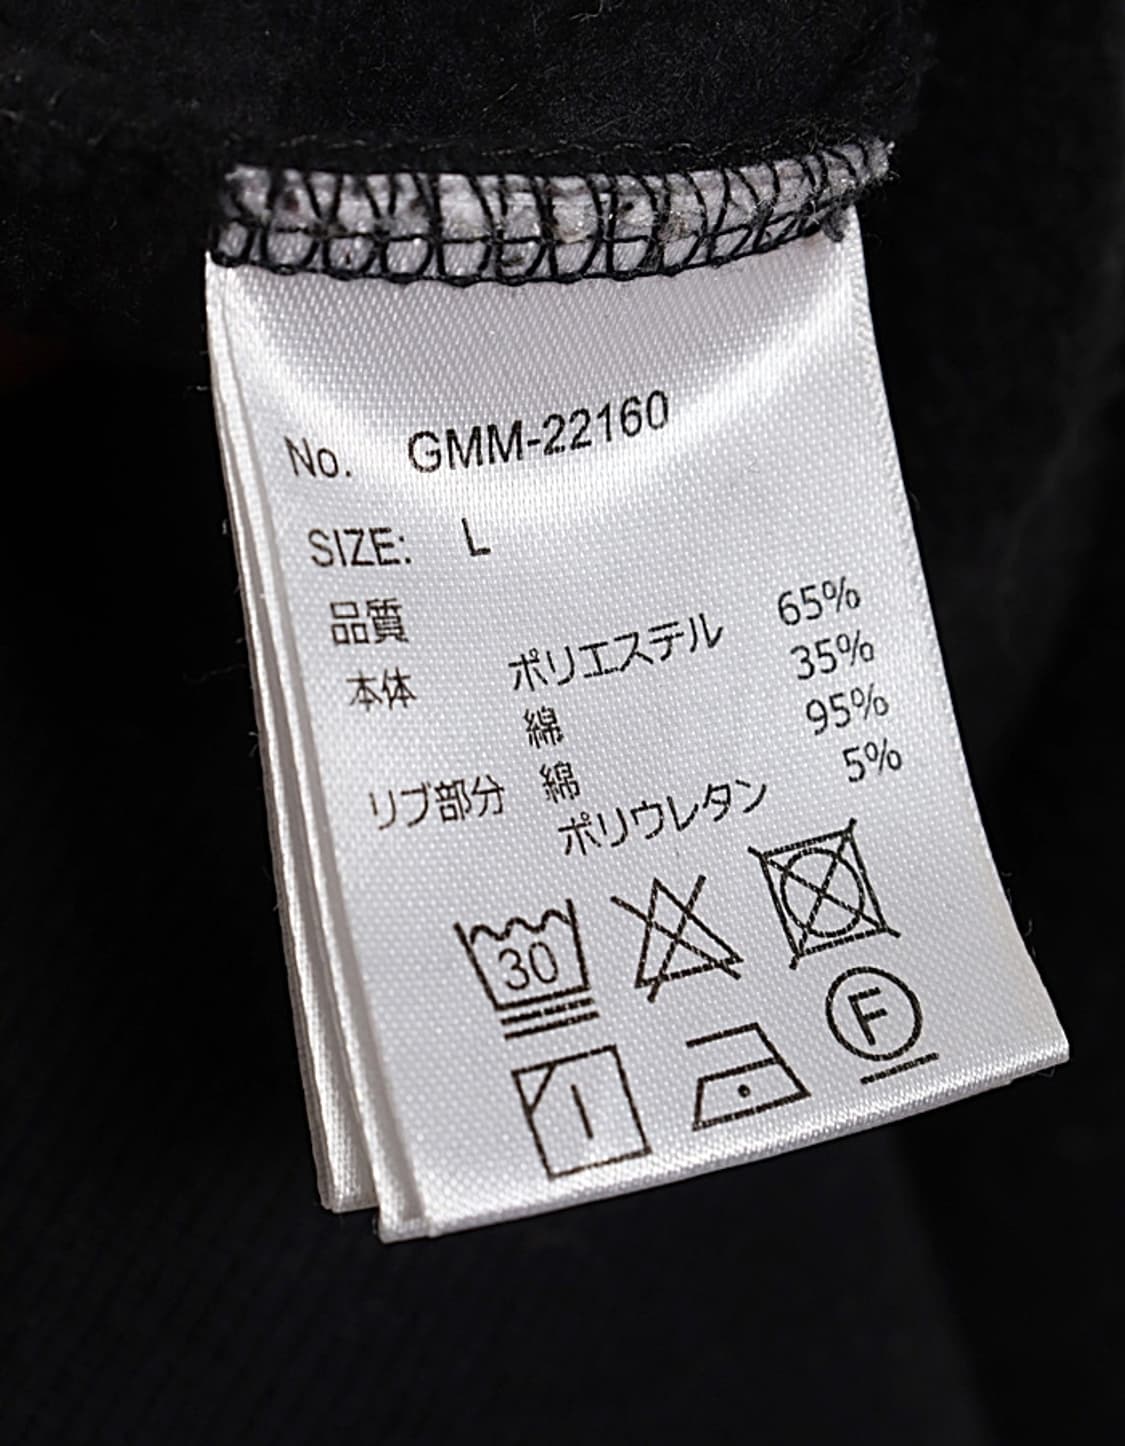 No. GMM-22160
SIZE: L
品質
本体 ポリエステル 65%
綿 35%
リブ部分 綿 95%
ポリウレタン 5%
30
F